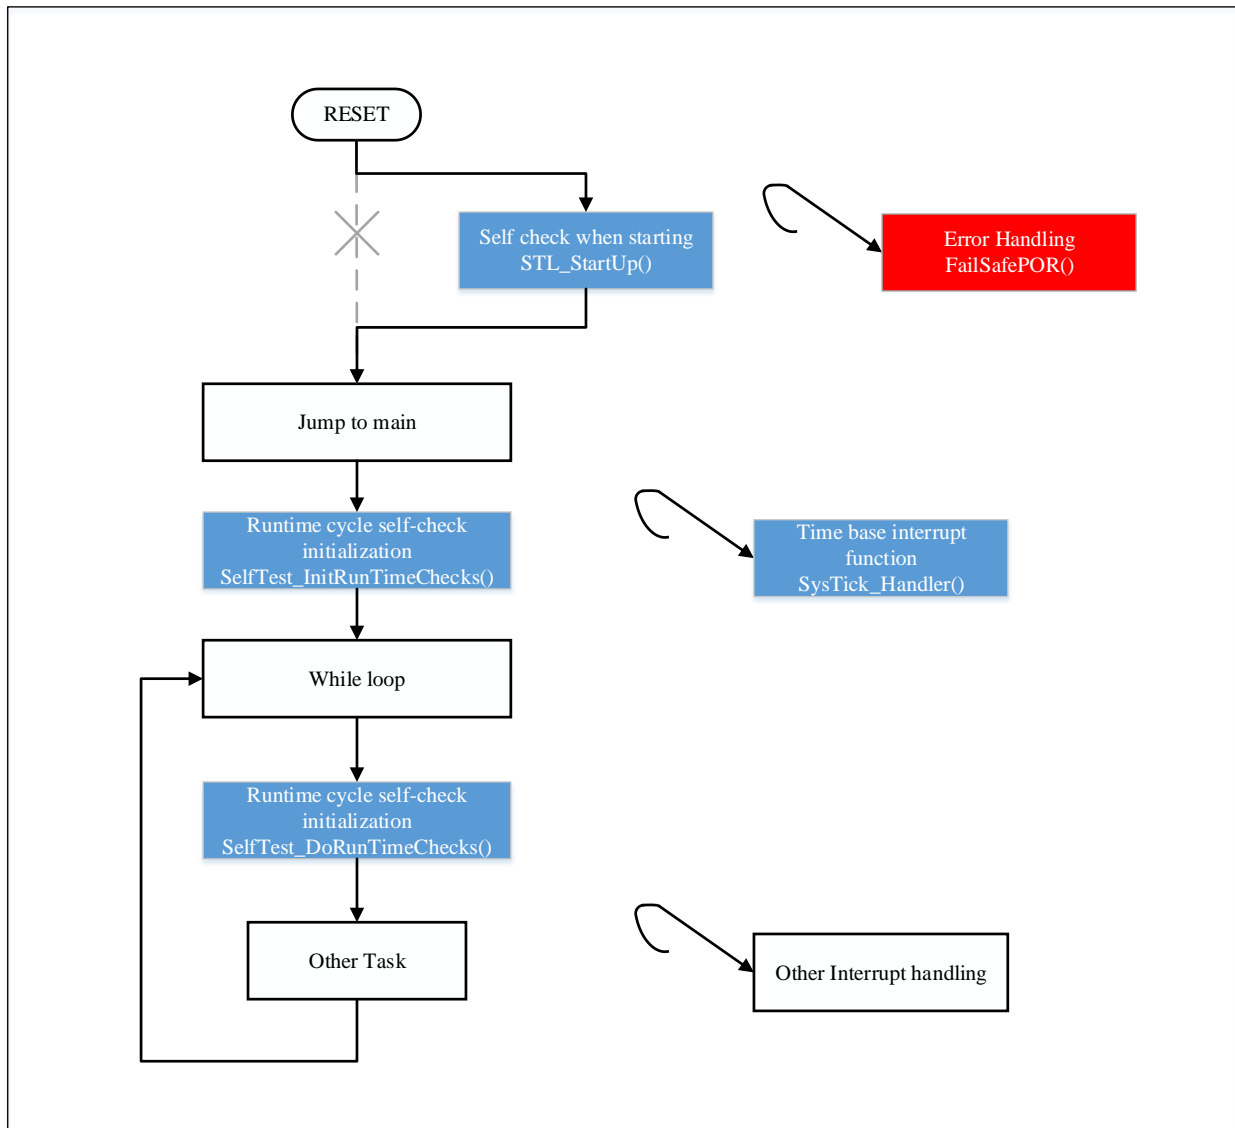 RESET
Self check when starting
STL_StartUp()
Error Handling
FailSafePOR()
Jump to main
Runtime cycle self-check
initialization
SelfTest_InitRunTimeChecks()
Time base interrupt
function
SysTick_Handler()
While loop
Runtime cycle self-check
initialization
SelfTest_DoRunTimeChecks()
Other Task
Other Interrupt handling